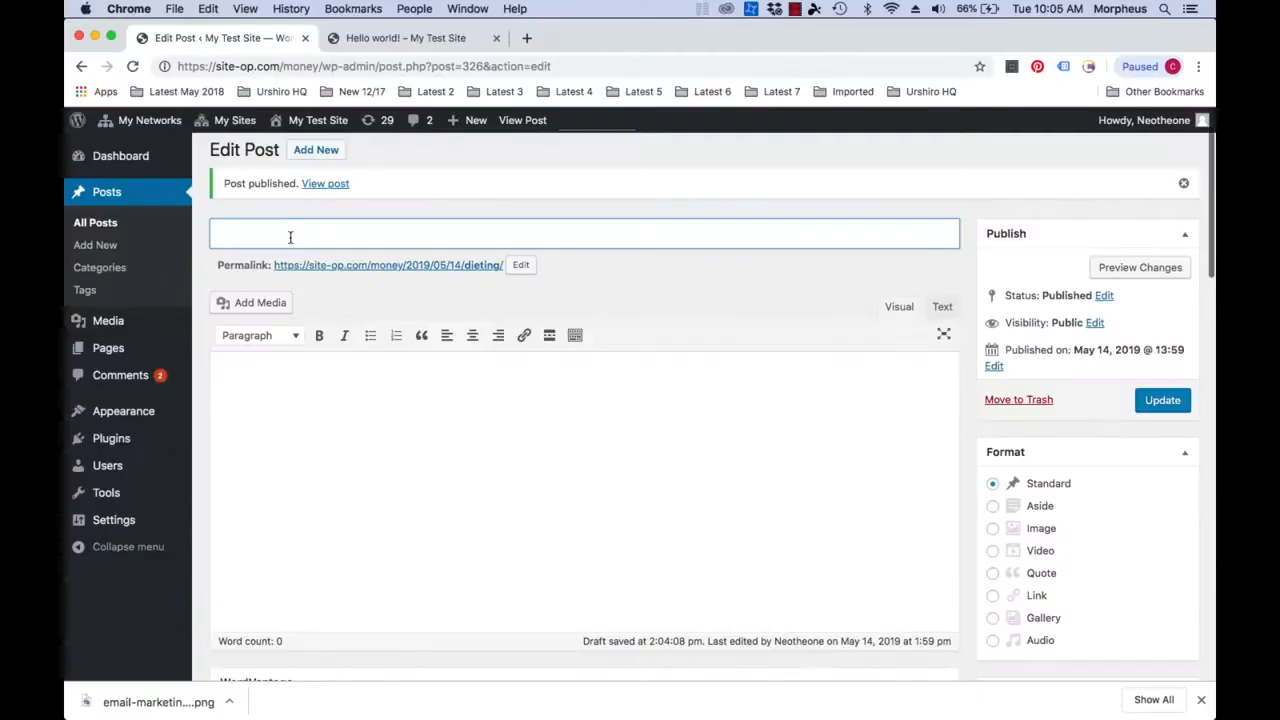 Chrome File Edit View History Bookmarks People Window Help 66% Tue 10:05 AM Morpheus
Edit Post ‹ My Test Site — Wor Hello world! – My Test Site
https://site-op.com/money/wp-admin/post.php?post=326&action=edit Paused C
Apps Latest May 2018 Urshiro HQ New 12/17 Latest 2 Latest 3 Latest 4 Latest 5 Latest 6 Latest 7 Imported Urshiro HQ Other Bookmarks
My Networks My Sites My Test Site 29 2 New View Post Howdy, Neotheone
Dashboard
Posts
All Posts
Add New
Categories
Tags
Media
Pages
Comments 2
Appearance
Plugins
Users
Tools
Settings
Collapse menu
Edit Post Add New
Post published. View post
Permalink: https://site-op.com/money/2019/05/14/dieting/ Edit
Add Media Visual Text
Paragraph B I
Word count: 0 Draft saved at 2:04:08 pm. Last edited by Neotheone on May 14, 2019 at 1:59 pm
WordVantage
Publish
Preview Changes
Status: Published Edit
Visibility: Public Edit
Published on: May 14, 2019 @ 13:59
Edit
Move to Trash Update
Format
Standard
Aside
Image
Video
Quote
Link
Gallery
Audio
email-marketin....png Show All